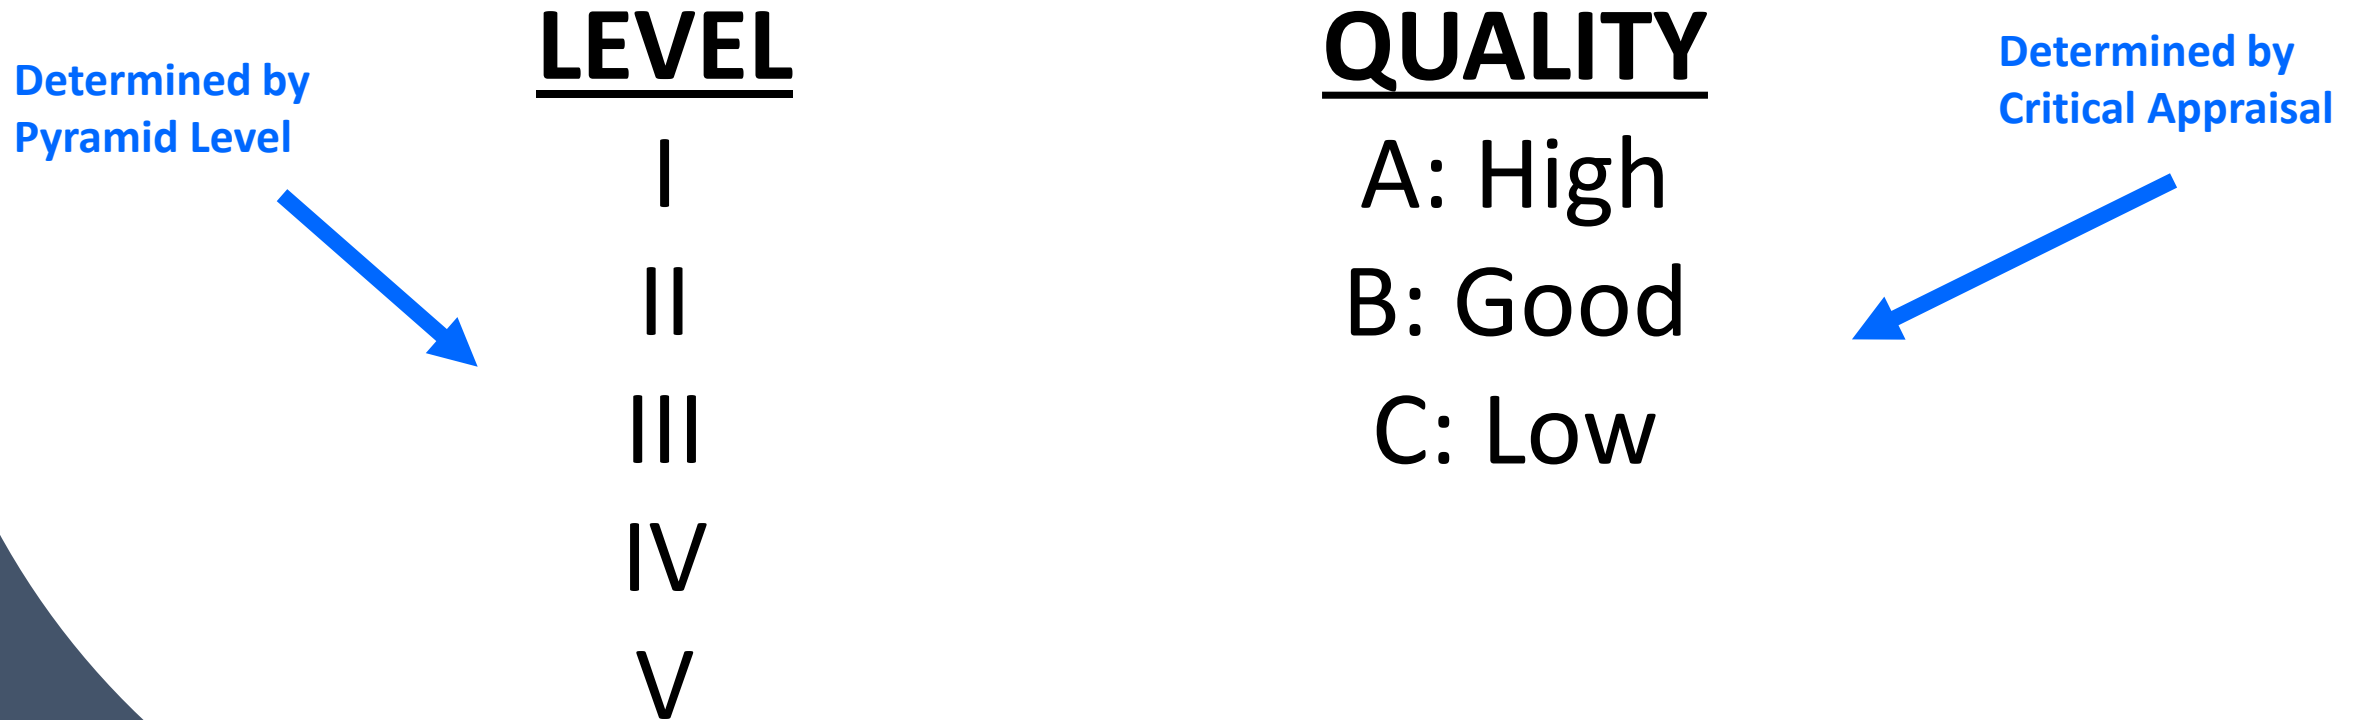 Determined by
Pyramid Level
LEVEL
I
II
III
IV
V
QUALITY
A: High
B: Good
C: Low
Determined by
Critical Appraisal